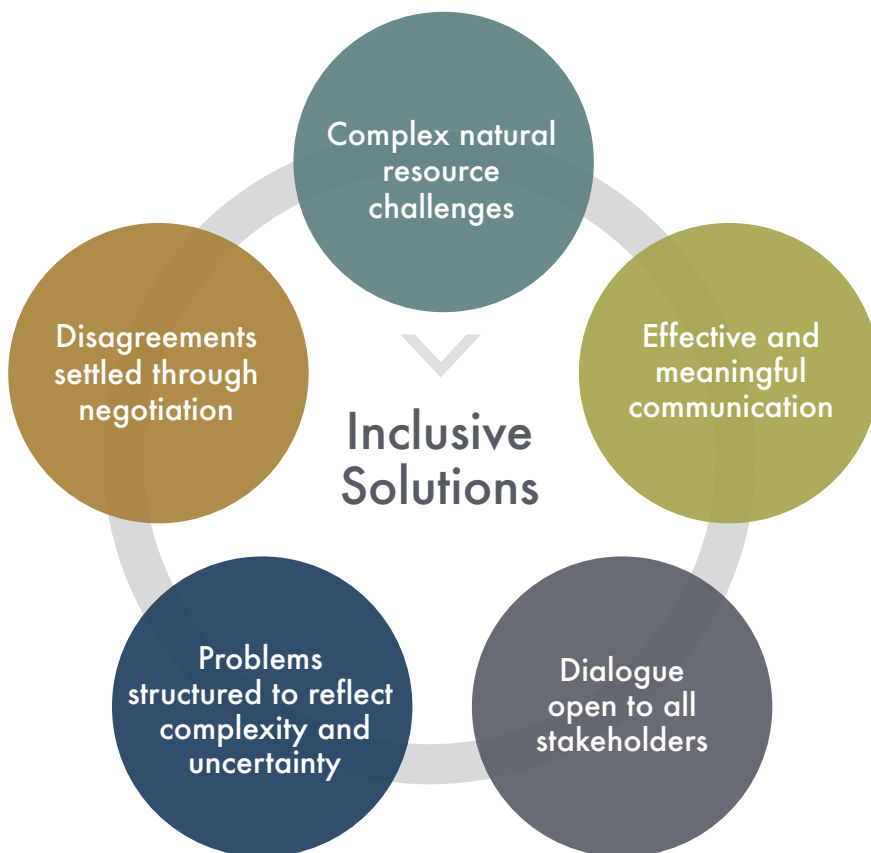 Complex natural
resource
challenges
Effective and
meaningful
communication
Dialogue
open to all
stakeholders
Problems
structured to reflect
complexity and
uncertainty
Disagreements
settled through
negotiation
Inclusive
Solutions